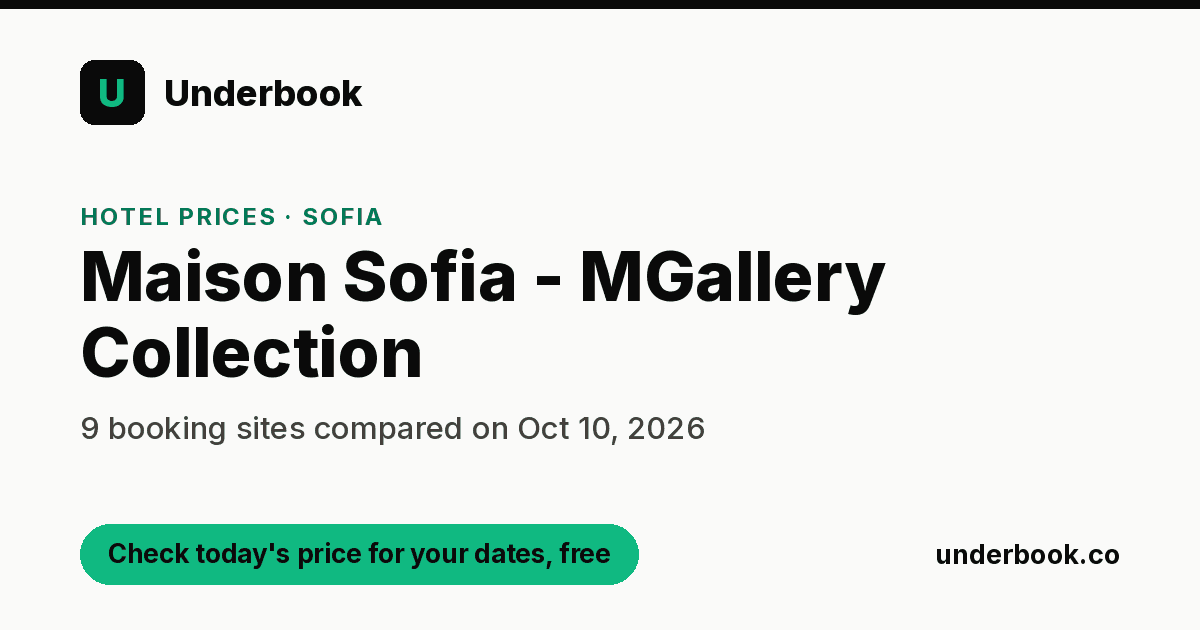 U
Underbook
HOTEL PRICES · SOFIA
Maison Sofia - MGallery
Collection
9 booking sites compared on Oct 10, 2026
Check today's price for your dates, free
underbook.co